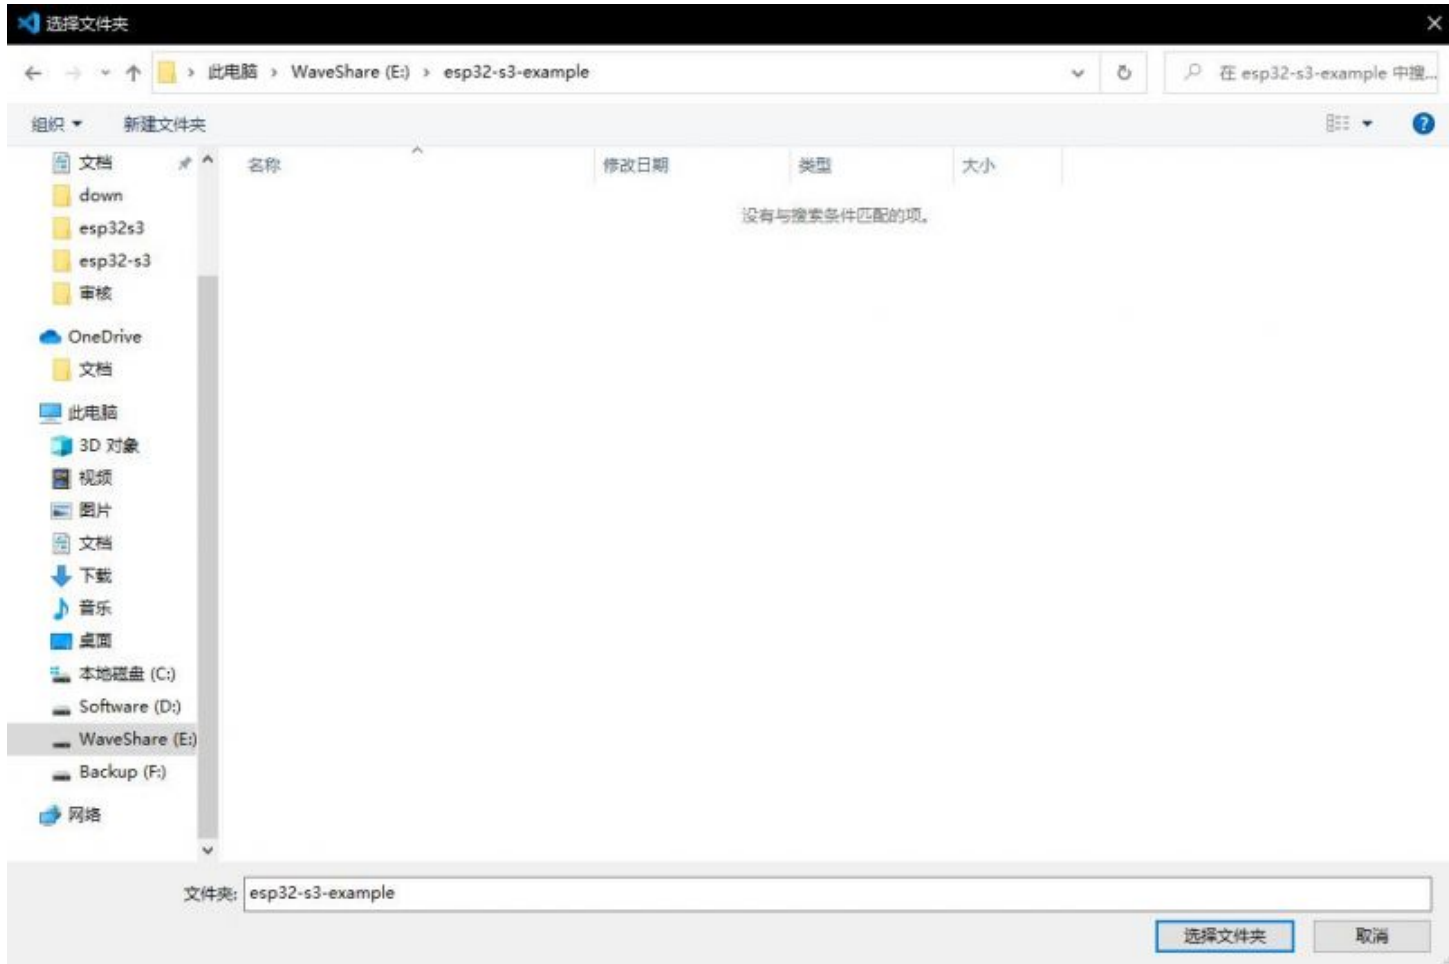 选择文件夹
此电脑 › WaveShare (E:) › esp32-s3-example
在 esp32-s3-example 中搜...
组织 新建文件夹
名称 修改日期 类型 大小
没有与搜索条件匹配的项。
文档
down
esp32s3
esp32-s3
审核
OneDrive
文档
此电脑
3D 对象
视频
图片
文档
下载
音乐
桌面
本地磁盘 (C:)
Software (D:)
WaveShare (E:)
Backup (F:)
网络
文件夹: esp32-s3-example
选择文件夹 取消